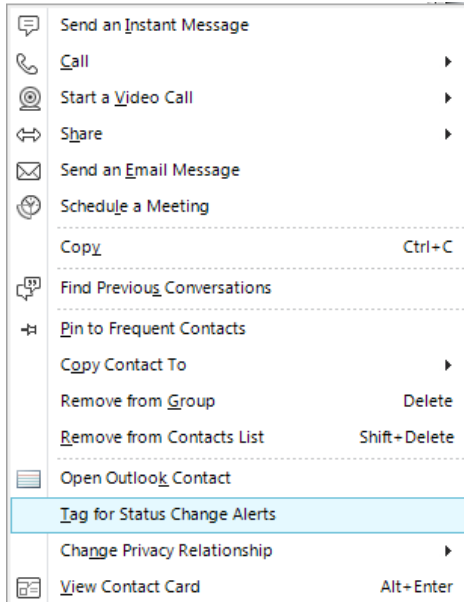 Send an Instant Message
Call
Start a Video Call
Share
Send an Email Message
Schedule a Meeting
Copy Ctrl+C
Find Previous Conversations
Pin to Frequent Contacts
Copy Contact To
Remove from Group Delete
Remove from Contacts List Shift+Delete
Open Outlook Contact
Tag for Status Change Alerts
Change Privacy Relationship
View Contact Card Alt+Enter